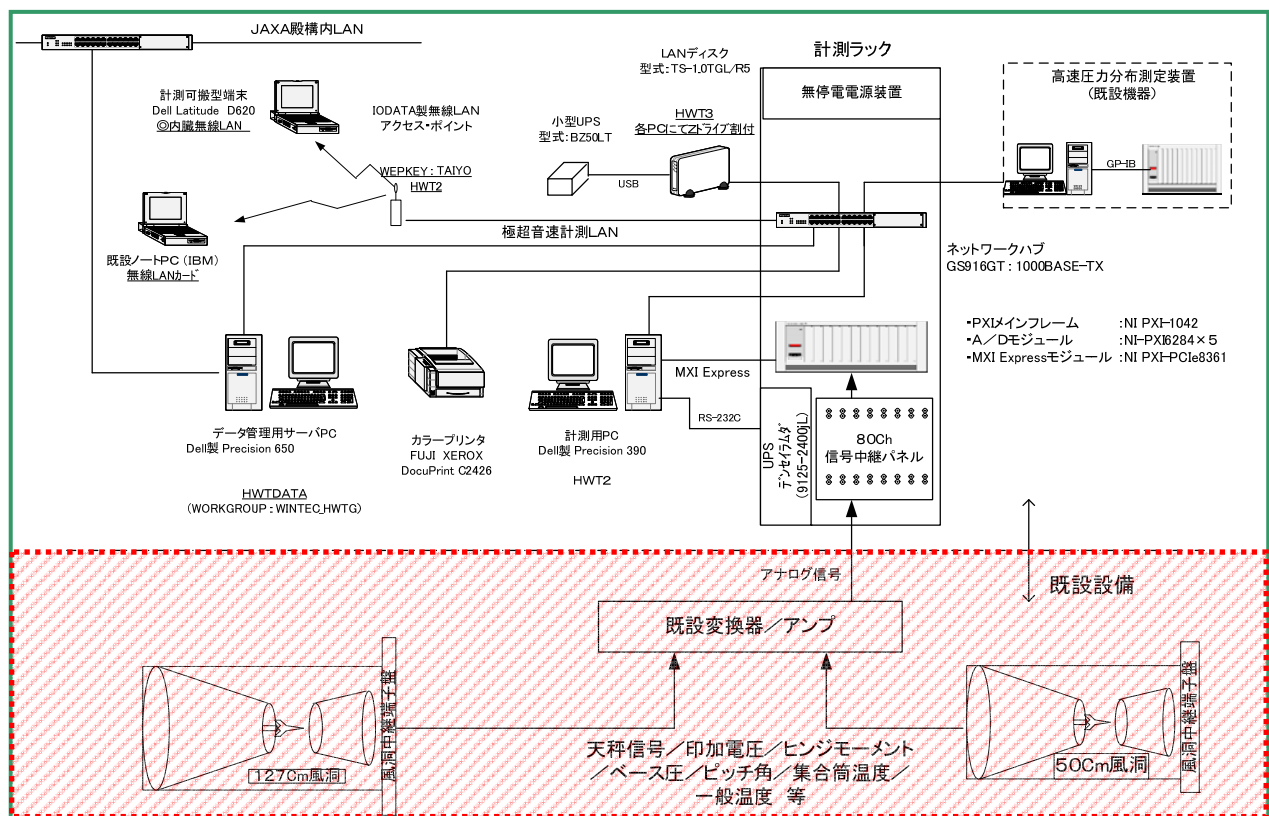 JAXA殿構内LAN
計測可搬型端末
Dell Latitude D620
◎内臓無線LAN
IODATA製無線LAN
アクセス・ポイント
WEPKEY：TAIYO
HWT2
既設ノートPC（IBM）
無線LANカード
小型UPS
型式：BZ50LT
USB
LANディスク
型式：TS-1.0TGL/R5
HWT3
各PCにてZドライブ割付
計測ラック
無停電電源装置
高速圧力分布測定装置
（既設機器）
GP-IB
極超音速計測LAN
ネットワークハブ
GS916GT：1000BASE-TX
・PXIメインフレーム ：NI PXI-1042
・A／Dモジュール ：NI-PXI6284×5
・MXI Expressモジュール ：NI PXI-PCIe8361
MXI Express
RS-232C
UPS
デンセイラムダ
(9125-2400jL)
80Ch
信号中継パネル
データ管理用サーバPC
Dell製 Precision 650
HWTDATA
（WORKGROUP：WINTEC_HWTG）
カラープリンタ
FUJI XEROX
DocuPrint C2426
計測用PC
Dell製 Precision 390
HWT2
アナログ信号
既設設備
既設変換器／アンプ
127Cm風洞
風洞中継端子盤
天秤信号／印加電圧／ヒンジモーメント
／ベース圧／ピッチ角／集合筒温度／
一般温度 等
50Cm風洞
風洞中継端子盤